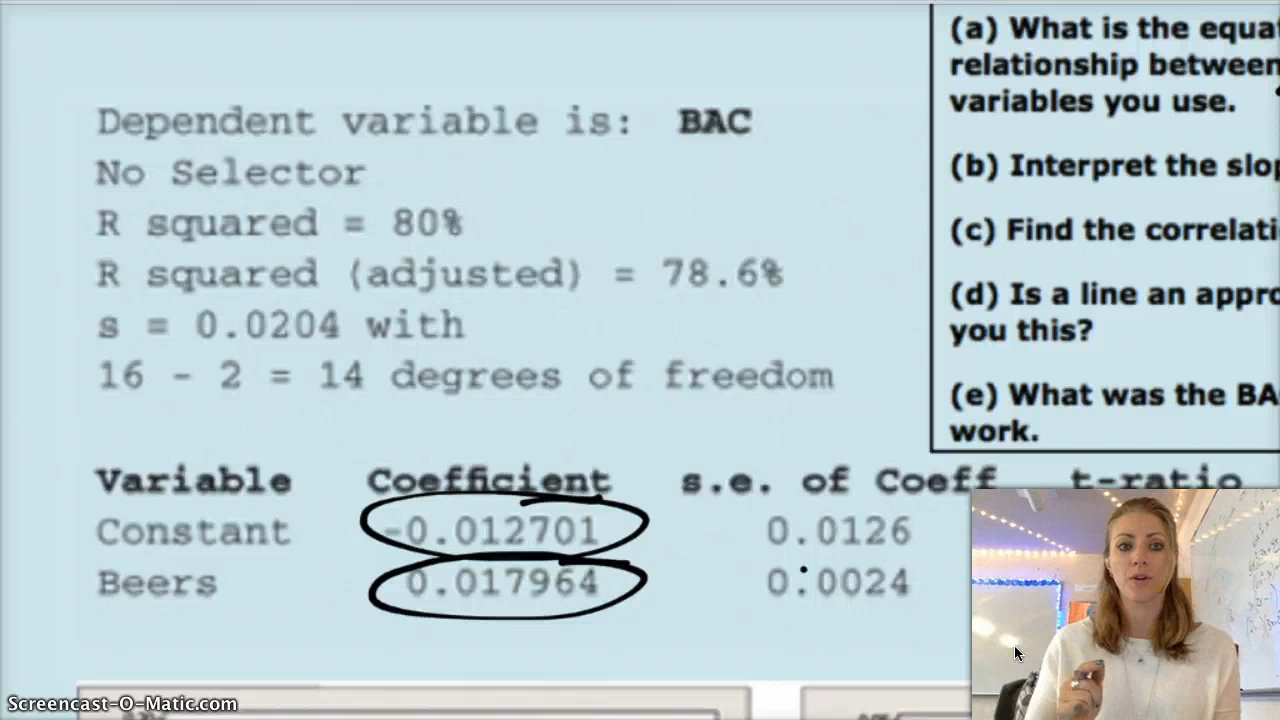 Dependent variable is: BAC
No Selector
R squared = 80%
R squared (adjusted) = 78.6%
s = 0.0204 with
16 - 2 = 14 degrees of freedom
Variable Coefficient s.e. of Coeff t-ratio
Constant -0.012701 0.0126
Beers 0.017964 0.0024
(a) What is the equat
relationship between
variables you use.
(b) Interpret the slop
(c) Find the correlati
(d) Is a line an appro
you this?
(e) What was the BA
work.
Screencast-O-Matic.com